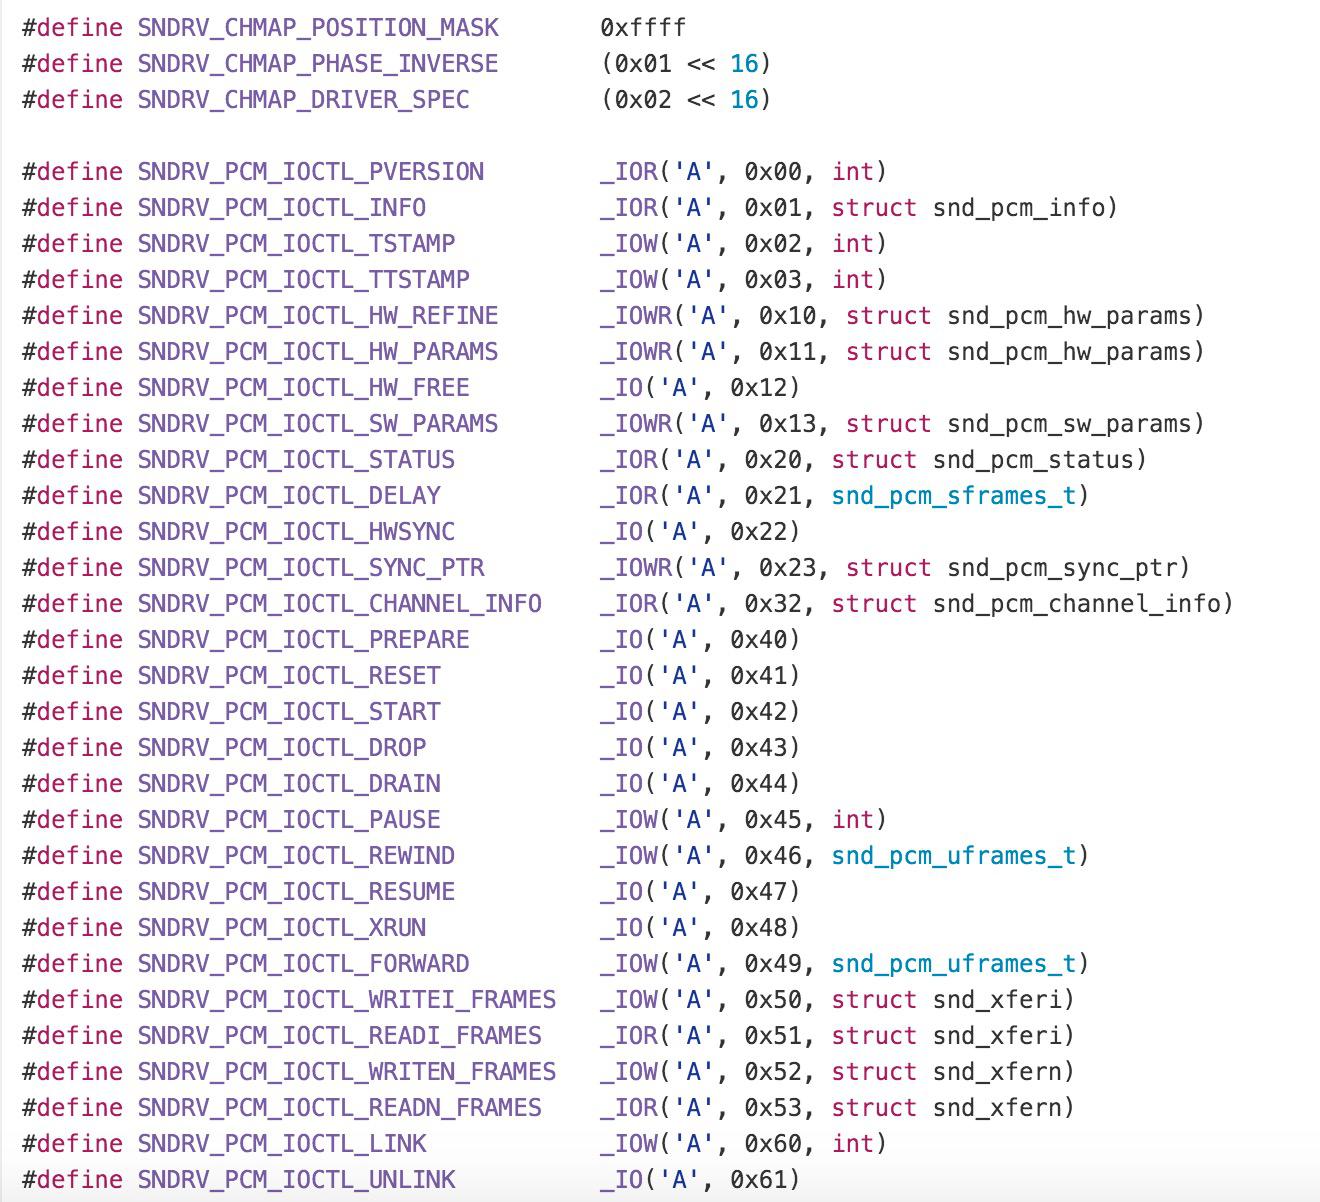 #define SNDRV_CHMAP_POSITION_MASK 0xffff
#define SNDRV_CHMAP_PHASE_INVERSE (0x01 << 16)
#define SNDRV_CHMAP_DRIVER_SPEC (0x02 << 16)
#define SNDRV_PCM_IOCTL_PVERSION _IOR('A', 0x00, int)
#define SNDRV_PCM_IOCTL_INFO _IOR('A', 0x01, struct snd_pcm_info)
#define SNDRV_PCM_IOCTL_TSTAMP _IOW('A', 0x02, int)
#define SNDRV_PCM_IOCTL_TTSTAMP _IOW('A', 0x03, int)
#define SNDRV_PCM_IOCTL_HW_REFINE _IOWR('A', 0x10, struct snd_pcm_hw_params)
#define SNDRV_PCM_IOCTL_HW_PARAMS _IOWR('A', 0x11, struct snd_pcm_hw_params)
#define SNDRV_PCM_IOCTL_HW_FREE _IO('A', 0x12)
#define SNDRV_PCM_IOCTL_SW_PARAMS _IOWR('A', 0x13, struct snd_pcm_sw_params)
#define SNDRV_PCM_IOCTL_STATUS _IOR('A', 0x20, struct snd_pcm_status)
#define SNDRV_PCM_IOCTL_DELAY _IOR('A', 0x21, snd_pcm_sframes_t)
#define SNDRV_PCM_IOCTL_HWSYNC _IO('A', 0x22)
#define SNDRV_PCM_IOCTL_SYNC_PTR _IOWR('A', 0x23, struct snd_pcm_sync_ptr)
#define SNDRV_PCM_IOCTL_CHANNEL_INFO _IOR('A', 0x32, struct snd_pcm_channel_info)
#define SNDRV_PCM_IOCTL_PREPARE _IO('A', 0x40)
#define SNDRV_PCM_IOCTL_RESET _IO('A', 0x41)
#define SNDRV_PCM_IOCTL_START _IO('A', 0x42)
#define SNDRV_PCM_IOCTL_DROP _IO('A', 0x43)
#define SNDRV_PCM_IOCTL_DRAIN _IO('A', 0x44)
#define SNDRV_PCM_IOCTL_PAUSE _IOW('A', 0x45, int)
#define SNDRV_PCM_IOCTL_REWIND _IOW('A', 0x46, snd_pcm_uframes_t)
#define SNDRV_PCM_IOCTL_RESUME _IO('A', 0x47)
#define SNDRV_PCM_IOCTL_XRUN _IO('A', 0x48)
#define SNDRV_PCM_IOCTL_FORWARD _IOW('A', 0x49, snd_pcm_uframes_t)
#define SNDRV_PCM_IOCTL_WRITEI_FRAMES _IOW('A', 0x50, struct snd_xferi)
#define SNDRV_PCM_IOCTL_READI_FRAMES _IOR('A', 0x51, struct snd_xferi)
#define SNDRV_PCM_IOCTL_WRITEN_FRAMES _IOW('A', 0x52, struct snd_xfern)
#define SNDRV_PCM_IOCTL_READN_FRAMES _IOR('A', 0x53, struct snd_xfern)
#define SNDRV_PCM_IOCTL_LINK _IOW('A', 0x60, int)
#define SNDRV_PCM_IOCTL_UNLINK _IO('A', 0x61)